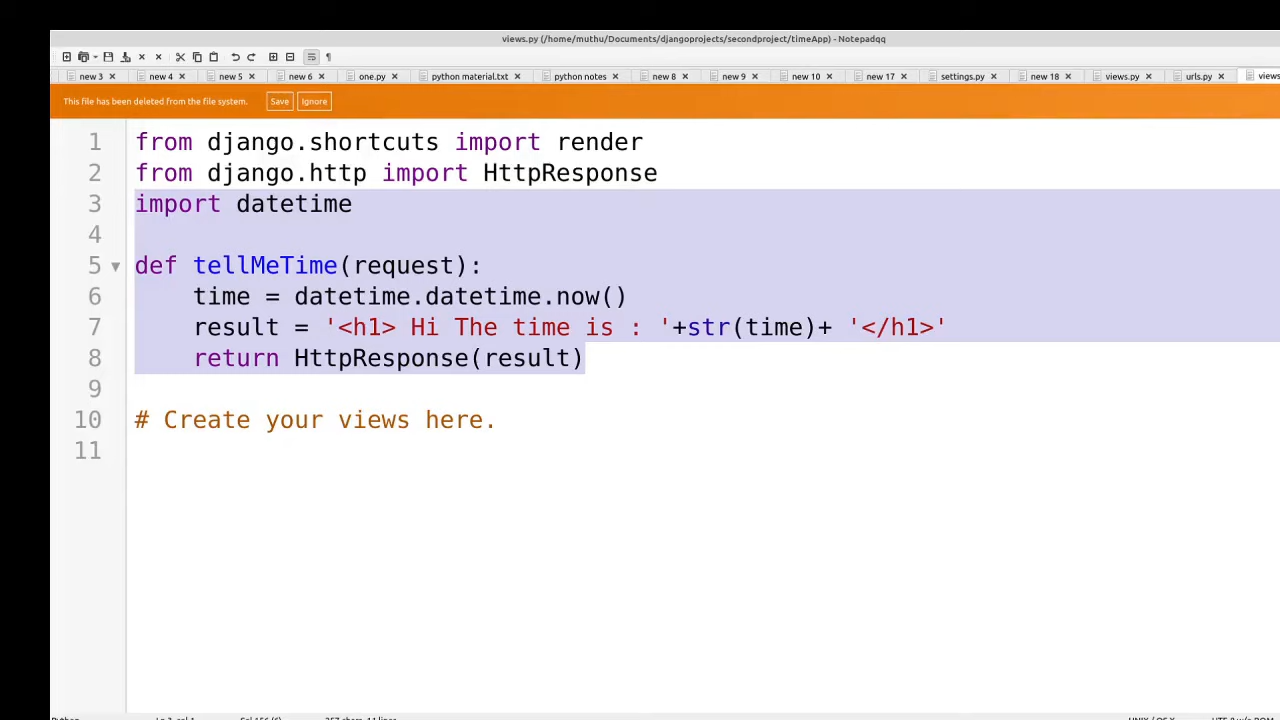 views.py (/home/muthu/Documents/djangoprojects/secondproject/timeApp) - Notepadqq
new 3 new 4 new 5 new 6 one.py python material.txt python notes new 8 new 9 new 10 new 17 settings.py new 18 views.py urls.py views
This file has been deleted from the file system. Save Ignore
1 from django.shortcuts import render
2 from django.http import HttpResponse
3 import datetime
4
5 def tellMeTime(request):
6 time = datetime.datetime.now()
7 result = '<h1> Hi The time is : '+str(time)+ '</h1>'
8 return HttpResponse(result)
9
10 # Create your views here.
11